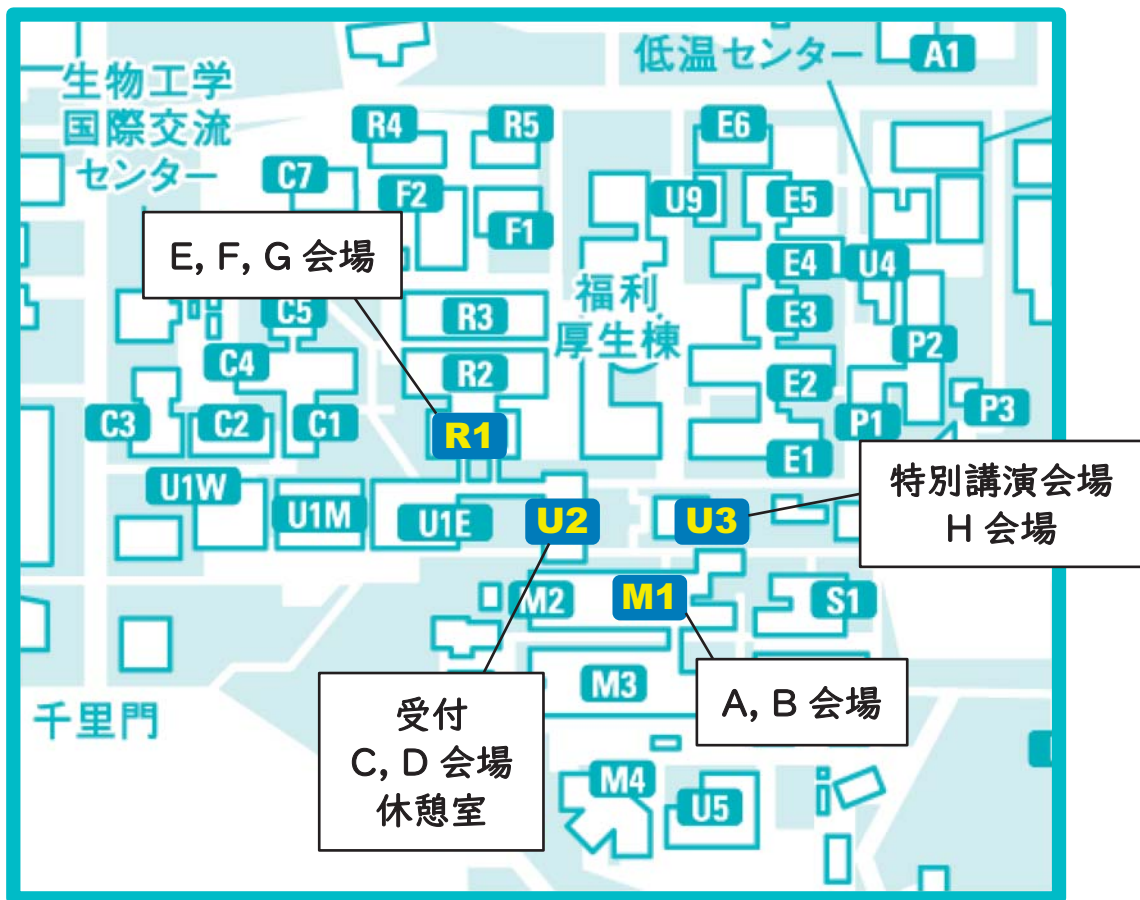 生物工学
国際交流
センター
低温センター
A1
R4
R5
E6
C7
F2
F1
U9
E5
E, F, G 会場
E4
U4
福利
厚生棟
C5
R3
E3
C4
R2
P2
E2
C3
C2
C1
R1
P1
P3
E1
特別講演会場
H 会場
U1W
U1M
U1E
U2
U3
M2
M1
S1
M3
千里門
受付
C, D 会場
休憩室
A, B 会場
M4
U5